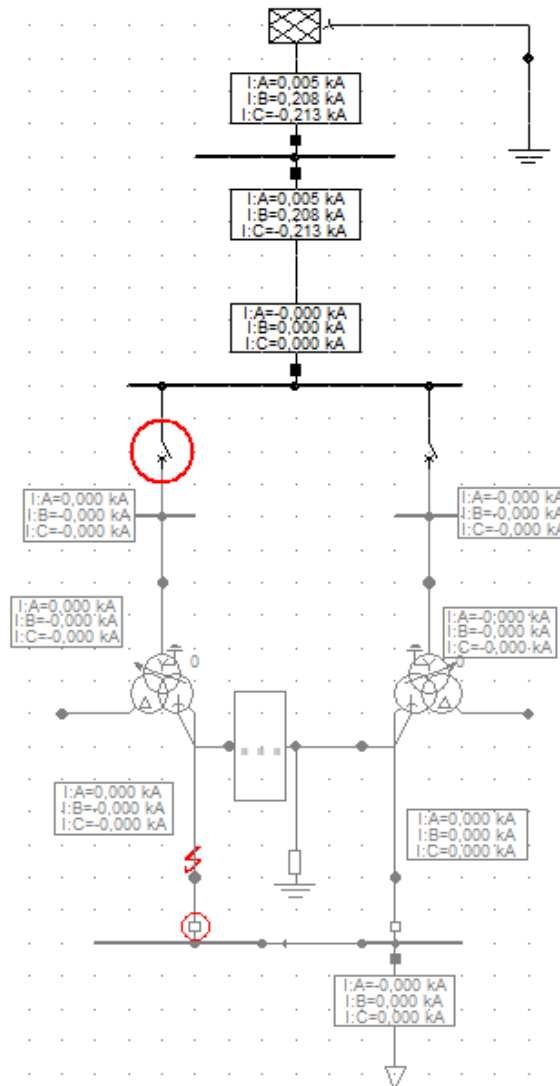 I:A=0,005 kA
I:B=0,208 kA
I:C=-0,213 kA
I:A=0,005 kA
I:B=0,208 kA
I:C=-0,213 kA
I:A=-0,000 kA
I:B=0,000 kA
I:C=0,000 kA
I:A=0,000 kA
I:B=-0,000 kA
I:C=-0,000 kA
I:A=-0,000 kA
I:B=-0,000 kA
I:C=-0,000 kA
I:A=0,000 kA
I:B=-0,000 kA
I:C=-0,000 kA
0
I:A=-0,000 kA
I:B=-0,000 kA
I:C=-0,000 kA
0
I:A=0,000 kA
I:B=-0,000 kA
I:C=-0,000 kA
I:A=0,000 kA
I:B=0,000 kA
I:C=0,000 kA
I:A=-0,000 kA
I:B=0,000 kA
I:C=0,000 kA